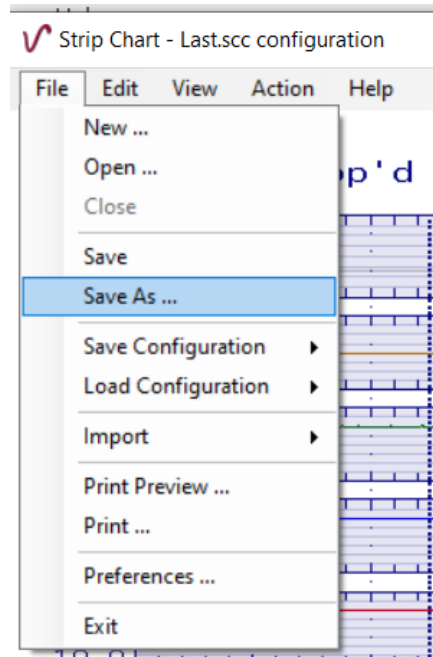 Strip Chart - Last.scc configuration
File Edit View Action Help
New ...
Open ...
op'd
Close
Save
Save As ...
Save Configuration
Load Configuration
Import
Print Preview ...
Print ...
Preferences ...
Exit